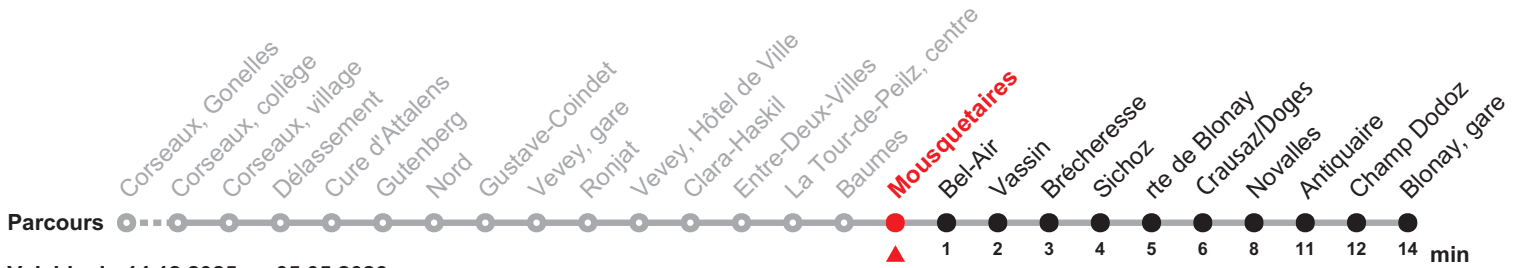 Corseaux, Gonelles
Corseaux, collège
Corseaux, village
Délassement
Cure d'Attalens
Gutenberg
Nord
Gustave-Coindet
Vevey, gare
Ronjat
Vevey, Hôtel de Ville
Clara-Haskil
Entre-Deux-Villes
La Tour-de-Peilz, centre
Baumes
Mousquetaires
Bel-Air
Vassin
Brécheresse
Sichoz
rte de Blonay
Crausaz/Doges
Novalles
Antiquaire
Champ Dodoz
Blonay, gare
Parcours
1 2 3 4 5 6 8 11 12 14 min